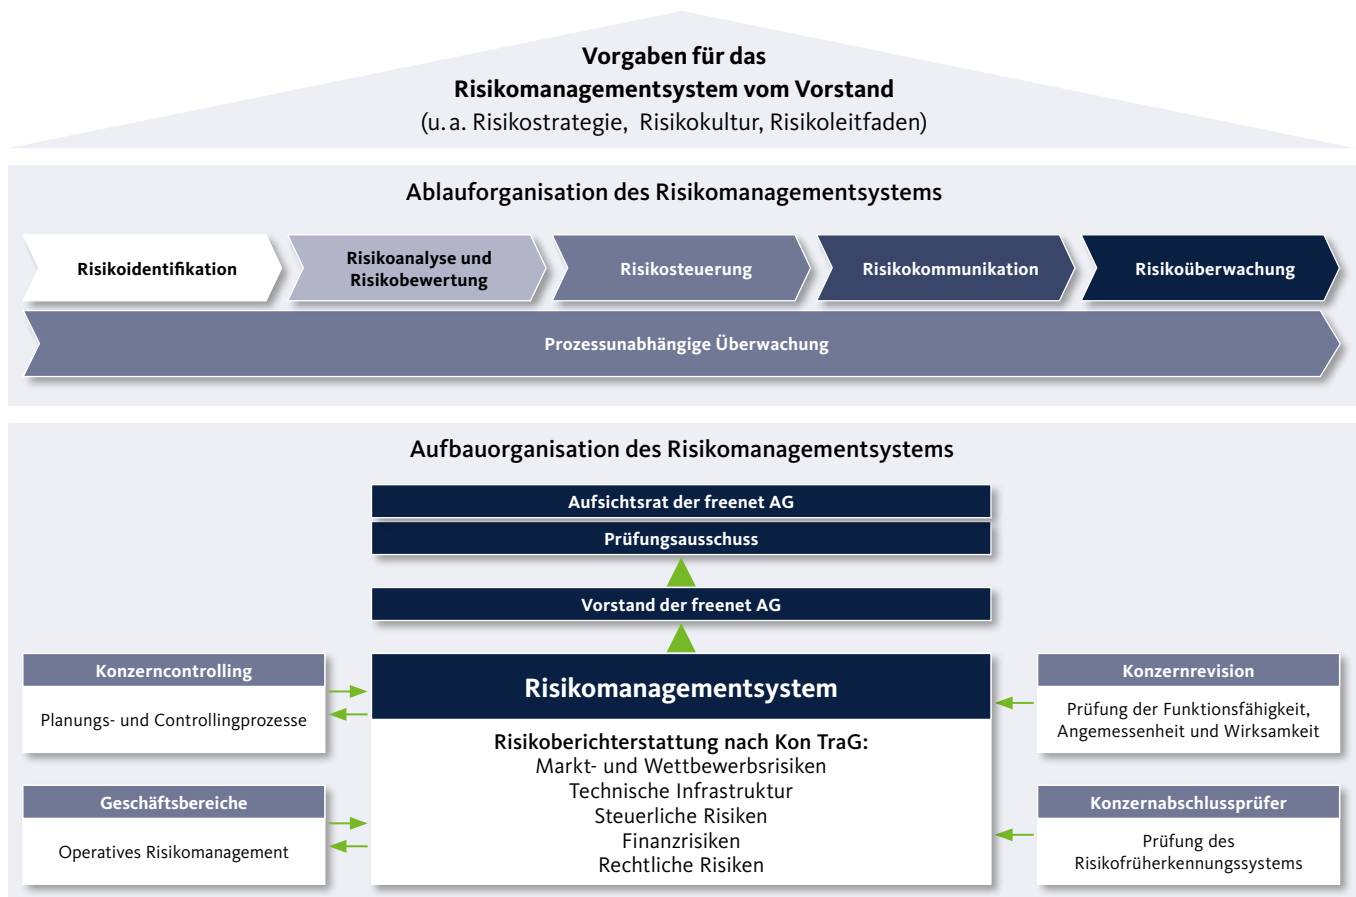 Vorgaben für das
Risikomanagementsystem vom Vorstand
(u. a. Risikostrategie, Risikokultur, Risikoleitfaden)
Ablauforganisation des Risikomanagementsystems
Risikoidentifikation
Risikoanalyse und
Risikobewertung
Risikosteuerung
Risikokommunikation
Risikoüberwachung
Prozessunabhängige Überwachung
Aufbauorganisation des Risikomanagementsystems
Aufsichtsrat der freenet AG
Prüfungsausschuss
Vorstand der freenet AG
Konzerncontrolling
Planungs- und Controllingprozesse
Geschäftsbereiche
Operatives Risikomanagement
Risikomanagementsystem
Risikoberichterstattung nach Kon TraG:
Markt- und Wettbewerbsrisiken
Technische Infrastruktur
Steuerliche Risiken
Finanzrisiken
Rechtliche Risiken
Konzernrevision
Prüfung der Funktionsfähigkeit,
Angemessenheit und Wirksamkeit
Konzernabschlussprüfer
Prüfung des
Risikofrüherkennungssystems